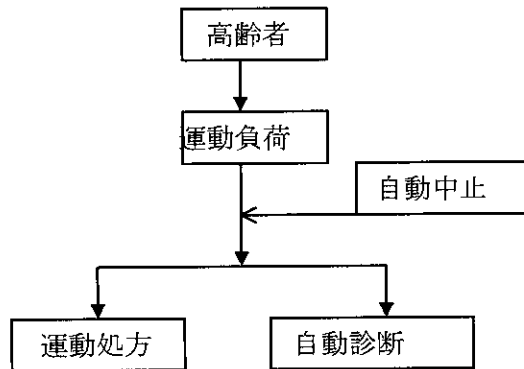 高齢者
運動負荷
自動中止
運動処方
自動診断